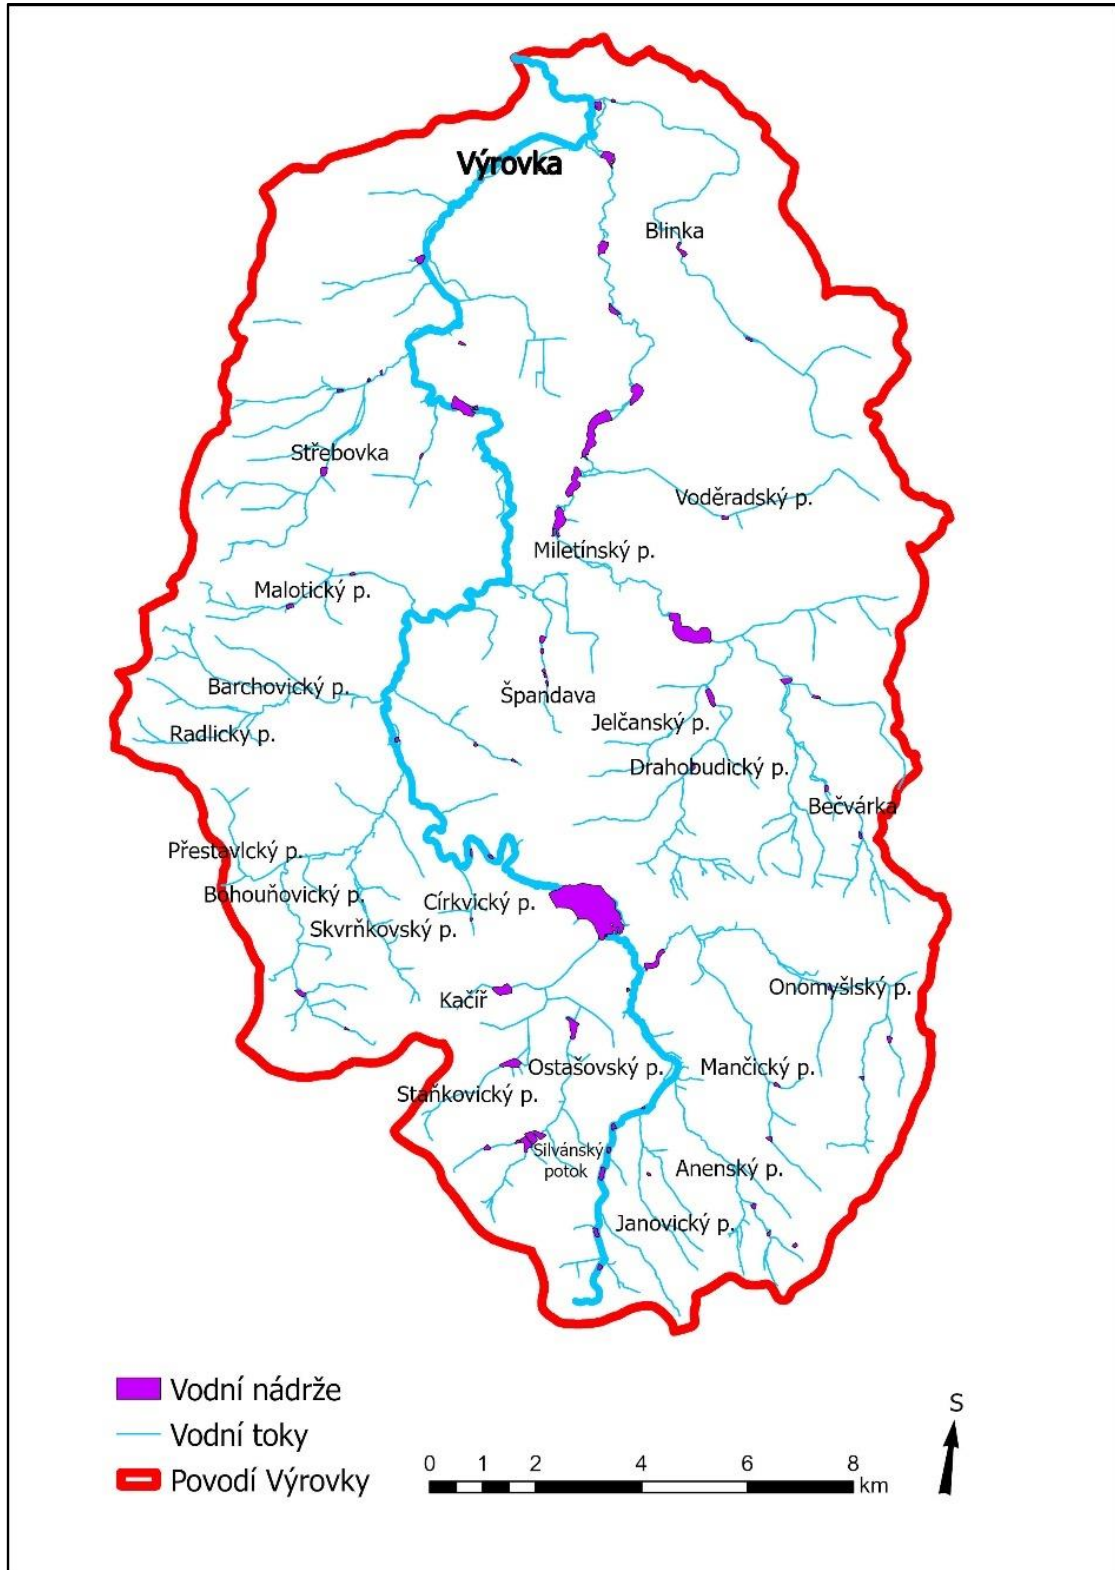 Výrovka
Blinka
Střebovka
Voděradský p.
Miletínský p.
Malotický p.
Barchovický p.
Špandava
Jelčanský p.
Radlický p.
Drahobudický p.
Bečvárka
Přestavlcký p.
Bohouňovický p.
Církvický p.
Skvrňkovský p.
Onomyšlský p.
Kačíř
Ostašovský p.
Mančický p.
Staňkovický p.
Silvánský
potok
Anenský p.
Janovický p.
Vodní nádrže
Vodní toky
Povodí Výrovky
0 1 2 4 6 8
km
S